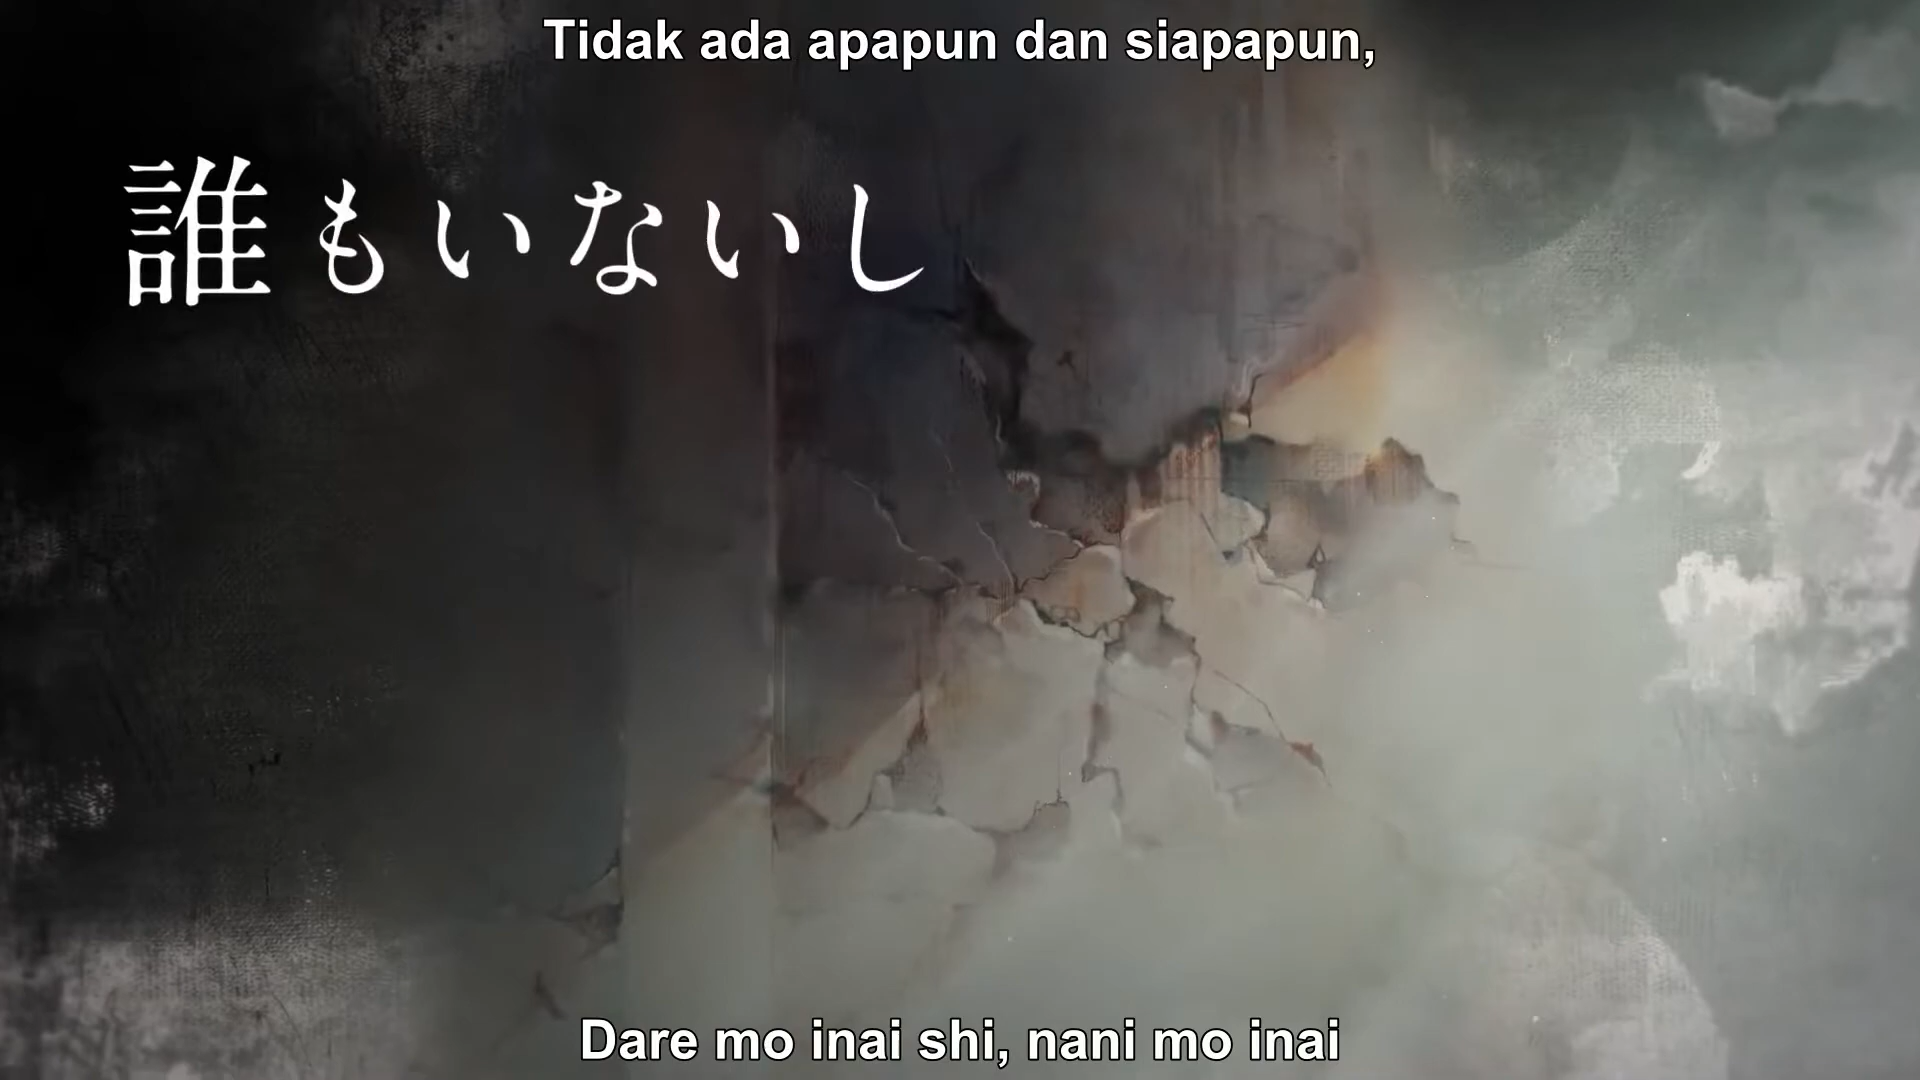 Tidak ada apapun dan siapapun,
誰もいないし
Dare mo inai shi, nani mo inai